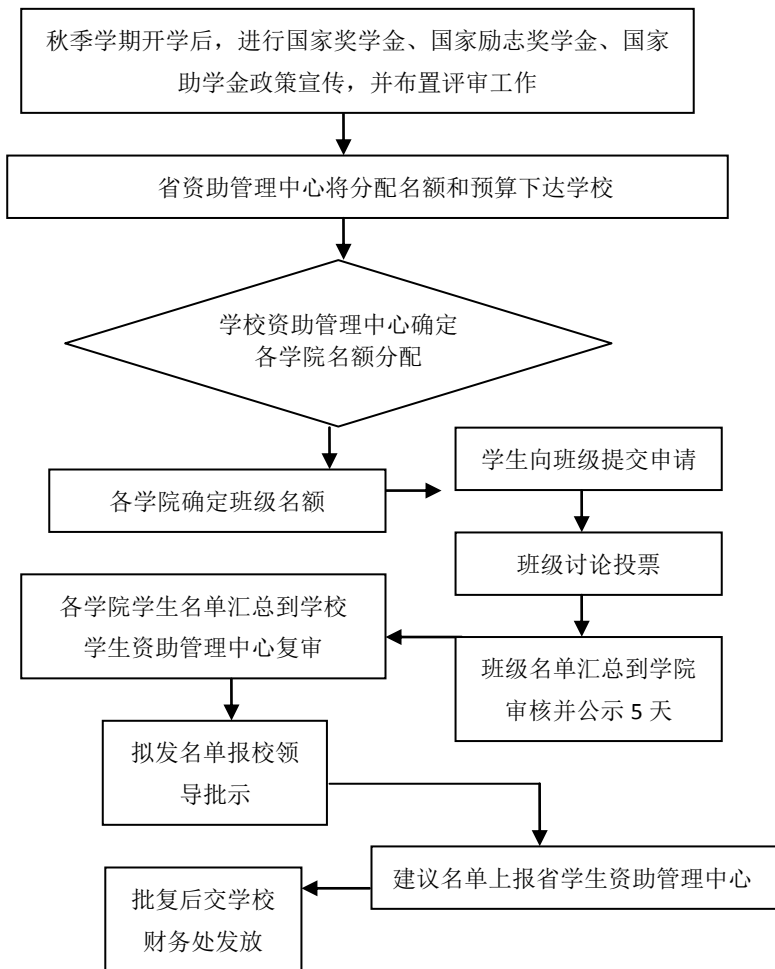 秋季学期开学后，进行国家奖学金、国家励志奖学金、国家
助学金政策宣传，并布置评审工作
省资助管理中心将分配名额和预算下达学校
学校资助管理中心确定
各学院名额分配
各学院确定班级名额
学生向班级提交申请
班级讨论投票
班级名单汇总到学院
审核并公示 5 天
各学院学生名单汇总到学校
学生资助管理中心复审
拟发名单报校领
导批示
建议名单上报省学生资助管理中心
批复后交学校
财务处发放